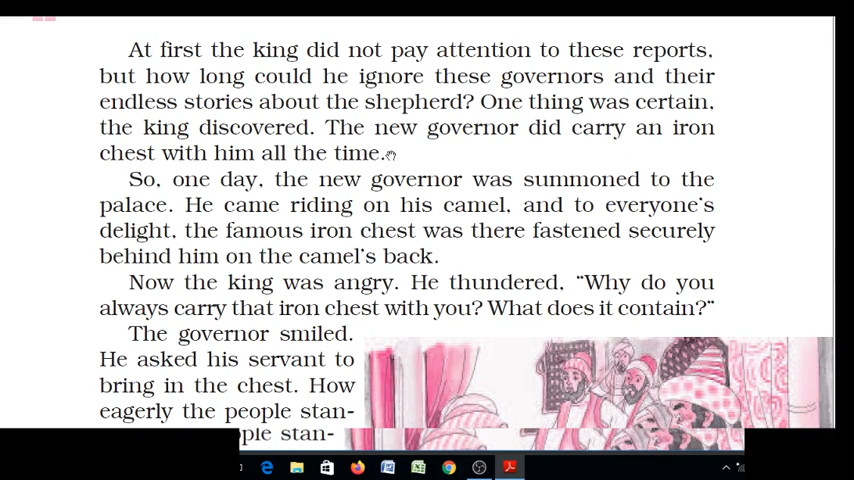 At first the king did not pay attention to these reports,
but how long could he ignore these governors and their
endless stories about the shepherd? One thing was certain,
the king discovered. The new governor did carry an iron
chest with him all the time.
So, one day, the new governor was summoned to the
palace. He came riding on his camel, and to everyone's
delight, the famous iron chest was there fastened securely
behind him on the camel's back.
Now the king was angry. He thundered, “Why do you
always carry that iron chest with you? What does it contain?”
The governor smiled.
He asked his servant to
bring in the chest. How
eagerly the people stan-
ple stan-